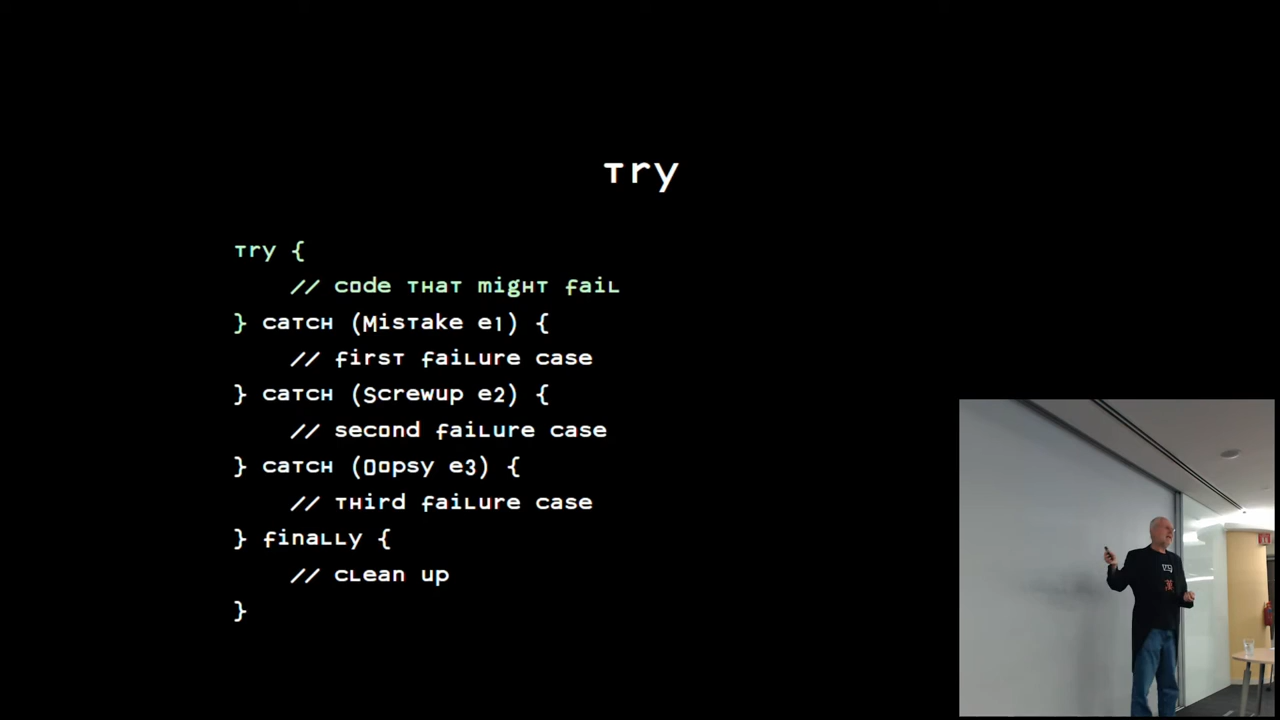 Try
Try {
// code that might fail
} catch (Mistake e1) {
// first failure case
} catch (Screwup e2) {
// second failure case
} catch (Oopsy e3) {
// third failure case
} finally {
// clean up
}